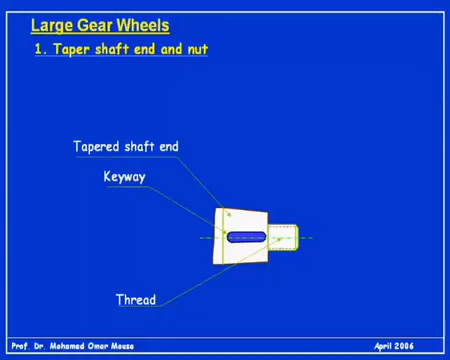 Large Gear Wheels
1. Taper shaft end and nut
Tapered shaft end
Keyway
Thread
Prof. Dr. Mohamed Omar Mousa
April 2006